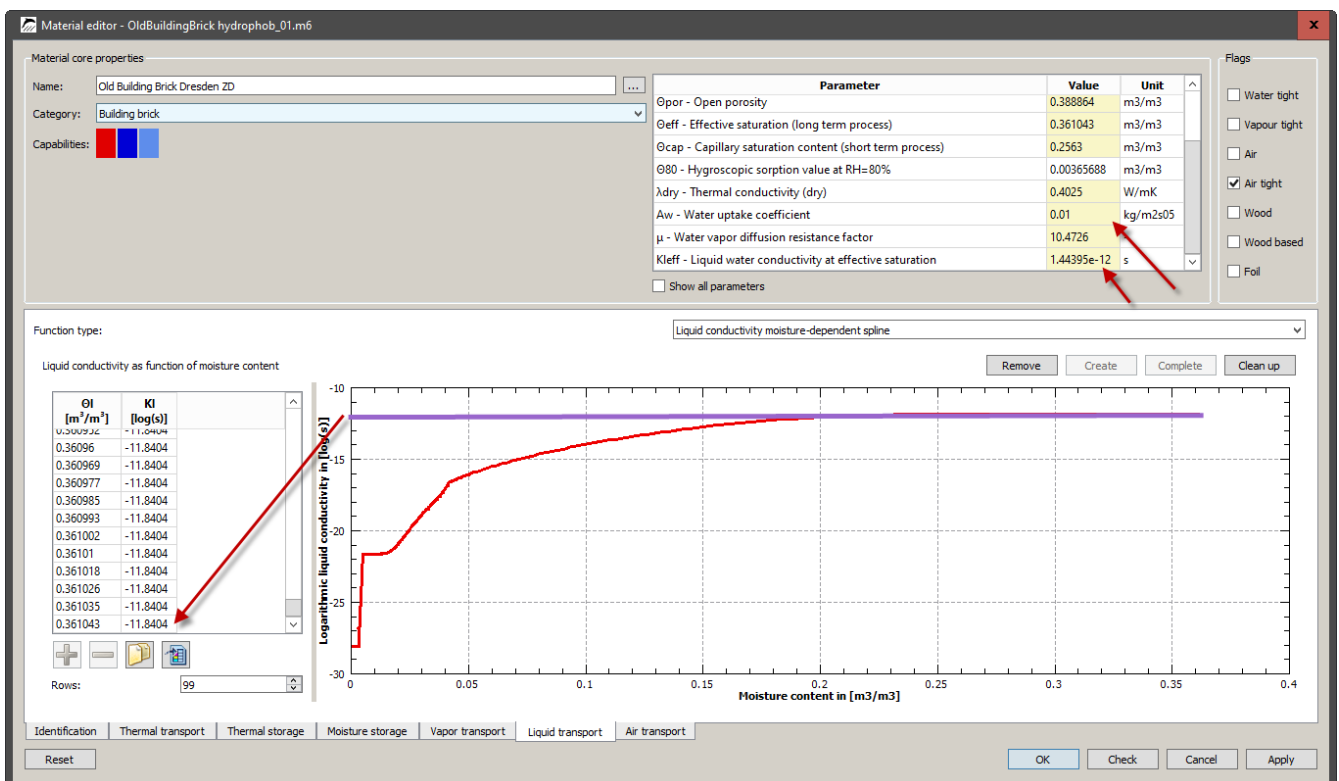 Material editor - OldBuildingBrick hydrophob_01.m6
x
Material core properties
Name: Old Building Brick Dresden ZD ...
Category: Building brick
Capabilities:
Parameter Value Unit
Θpor - Open porosity 0.388864 m3/m3
Θeff - Effective saturation (long term process) 0.361043 m3/m3
Θcap - Capillary saturation content (short term process) 0.2563 m3/m3
Θ80 - Hygroscopic sorption value at RH=80% 0.00365688 m3/m3
λdry - Thermal conductivity (dry) 0.4025 W/mK
Aw - Water uptake coefficient 0.01 kg/m2s05
μ - Water vapor diffusion resistance factor 10.4726
Kleff - Liquid water conductivity at effective saturation 1.44395e-12 s
Show all parameters
Flags
Water tight
Vapour tight
Air
Air tight
Wood
Wood based
Foil
Function type: Liquid conductivity moisture-dependent spline
Liquid conductivity as function of moisture content
Remove Create Complete Clean up
Θl Kl
[m³/m³] [log(s)]
0.360952 -11.8404
0.36096 -11.8404
0.360969 -11.8404
0.360977 -11.8404
0.360985 -11.8404
0.360993 -11.8404
0.361002 -11.8404
0.36101 -11.8404
0.361018 -11.8404
0.361026 -11.8404
0.361035 -11.8404
0.361043 -11.8404
Rows: 99
Logarithmic liquid conductivity in [log(s)]
-10
-15
-20
-25
-30
0 0.05 0.1 0.15 0.2 0.25 0.3 0.35 0.4
Moisture content in [m3/m3]
Identification Thermal transport Thermal storage Moisture storage Vapor transport Liquid transport Air transport
Reset OK Check Cancel Apply